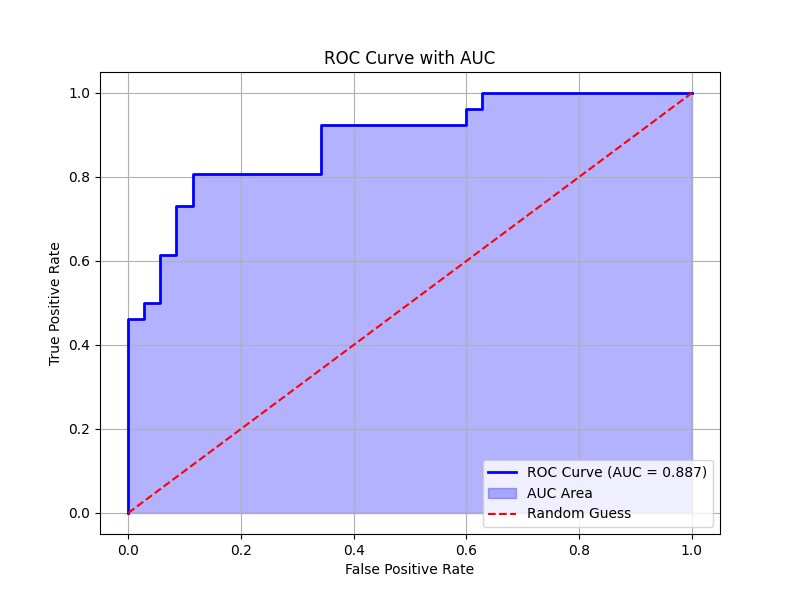 ROC Curve with AUC
1.0
0.8
0.6
0.4
0.2
0.0
True Positive Rate
0.0 0.2 0.4 0.6 0.8 1.0
False Positive Rate
ROC Curve (AUC = 0.887)
AUC Area
Random Guess